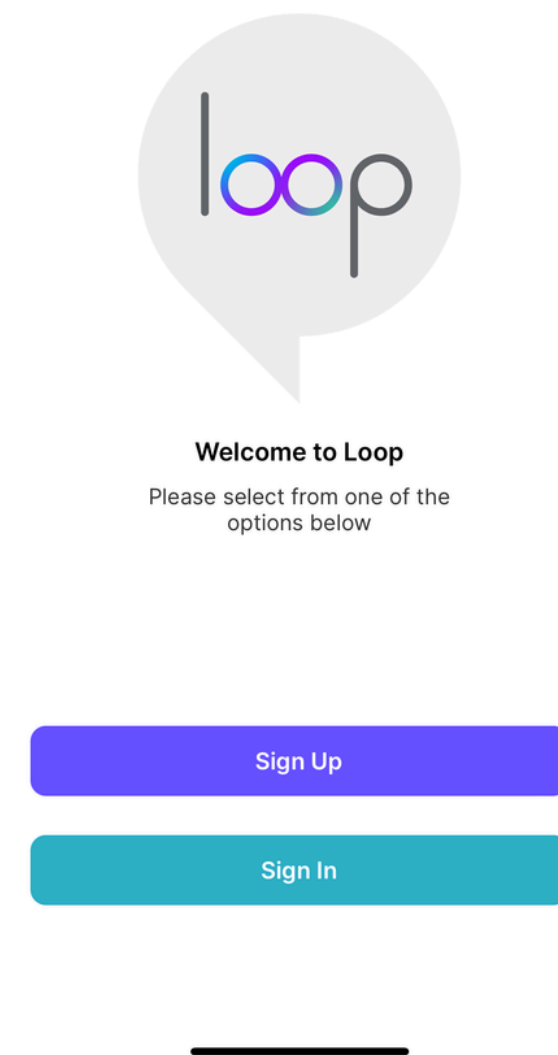 loop
Welcome to Loop
Please select from one of the
options below
Sign Up
Sign In